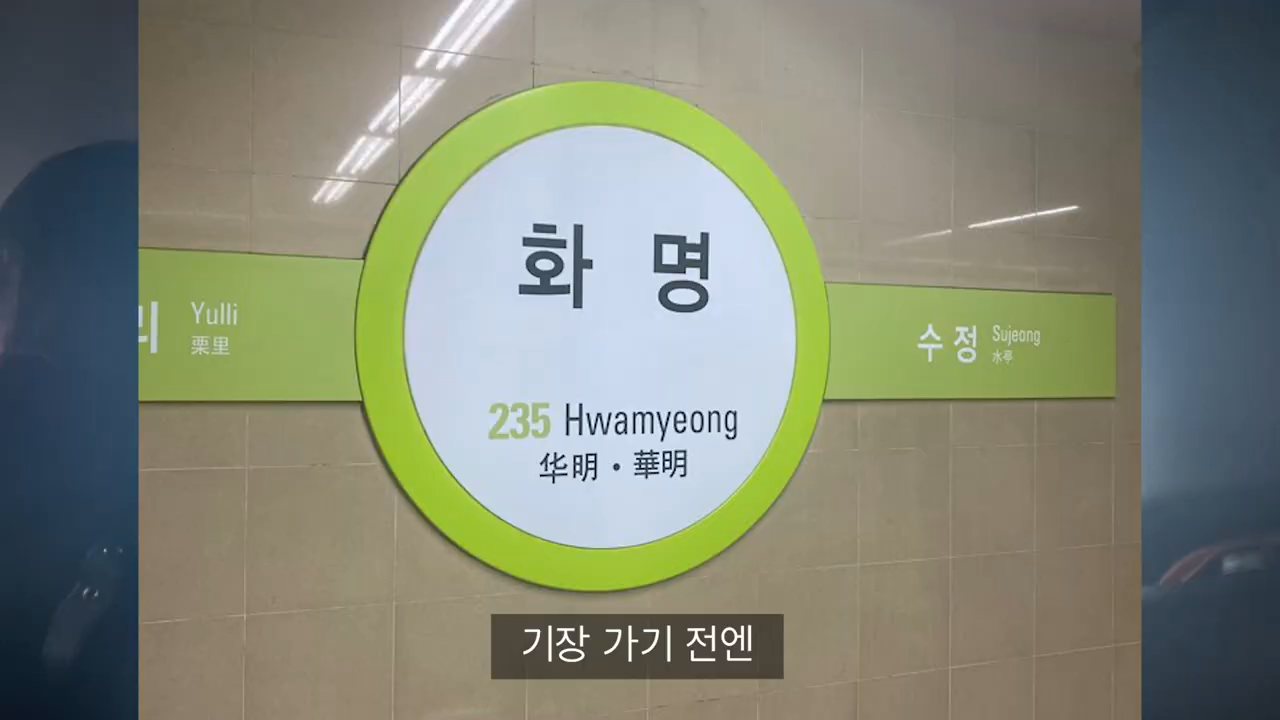 화명
235 Hwamyeong
华明・華明
리 Yulli
栗里
수정 Sujeong
水亭
기장 가기 전엔